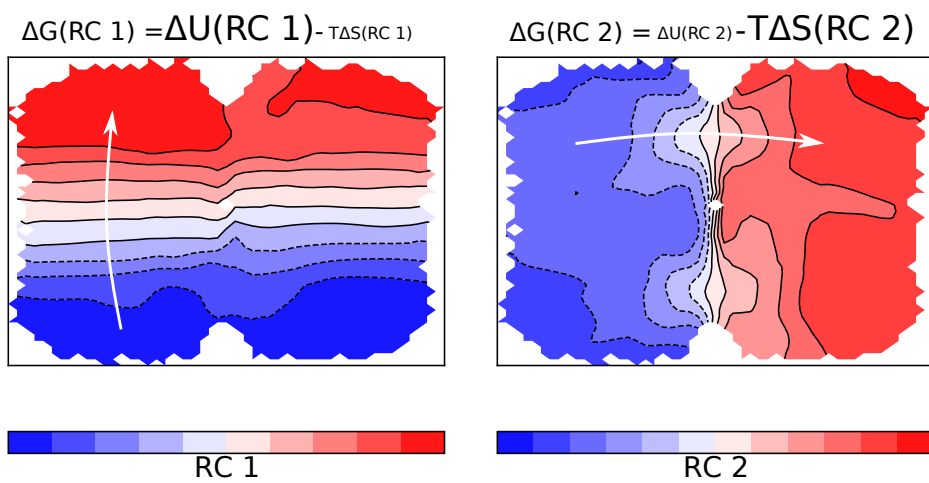 ΔG(RC 1) =ΔU(RC 1)- TΔS(RC 1)
ΔG(RC 2) = ΔU(RC 2)-TΔS(RC 2)
RC 1
RC 2